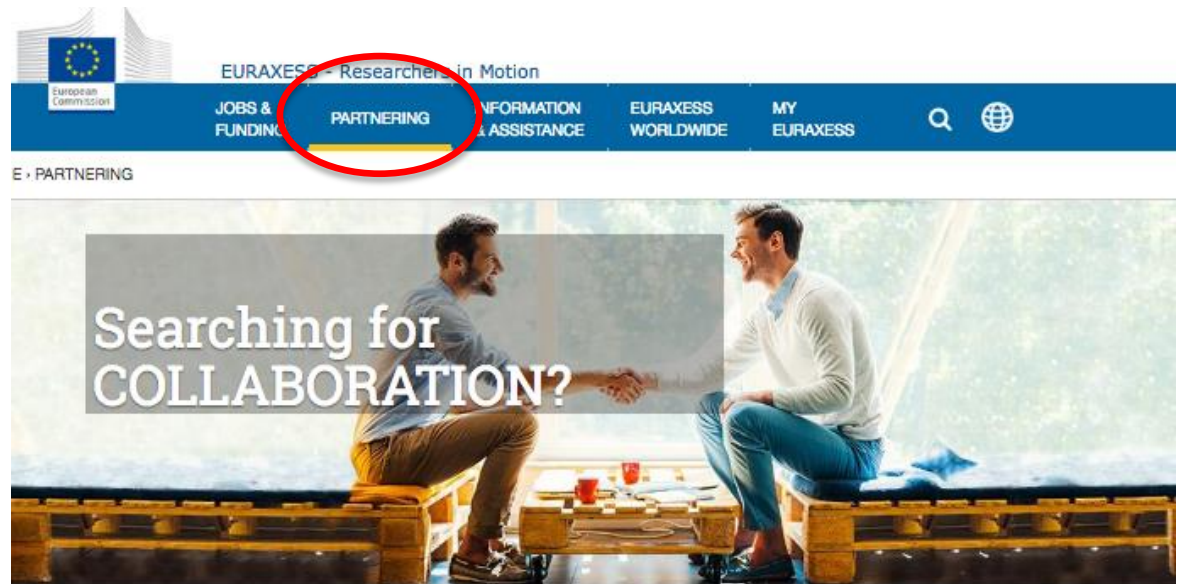 European
Commission
EURAXESS - Researchers in Motion
JOBS &
FUNDING
PARTNERING
INFORMATION
& ASSISTANCE
EURAXESS
WORLDWIDE
MY
EURAXESS
E › PARTNERING
Searching for
COLLABORATION?